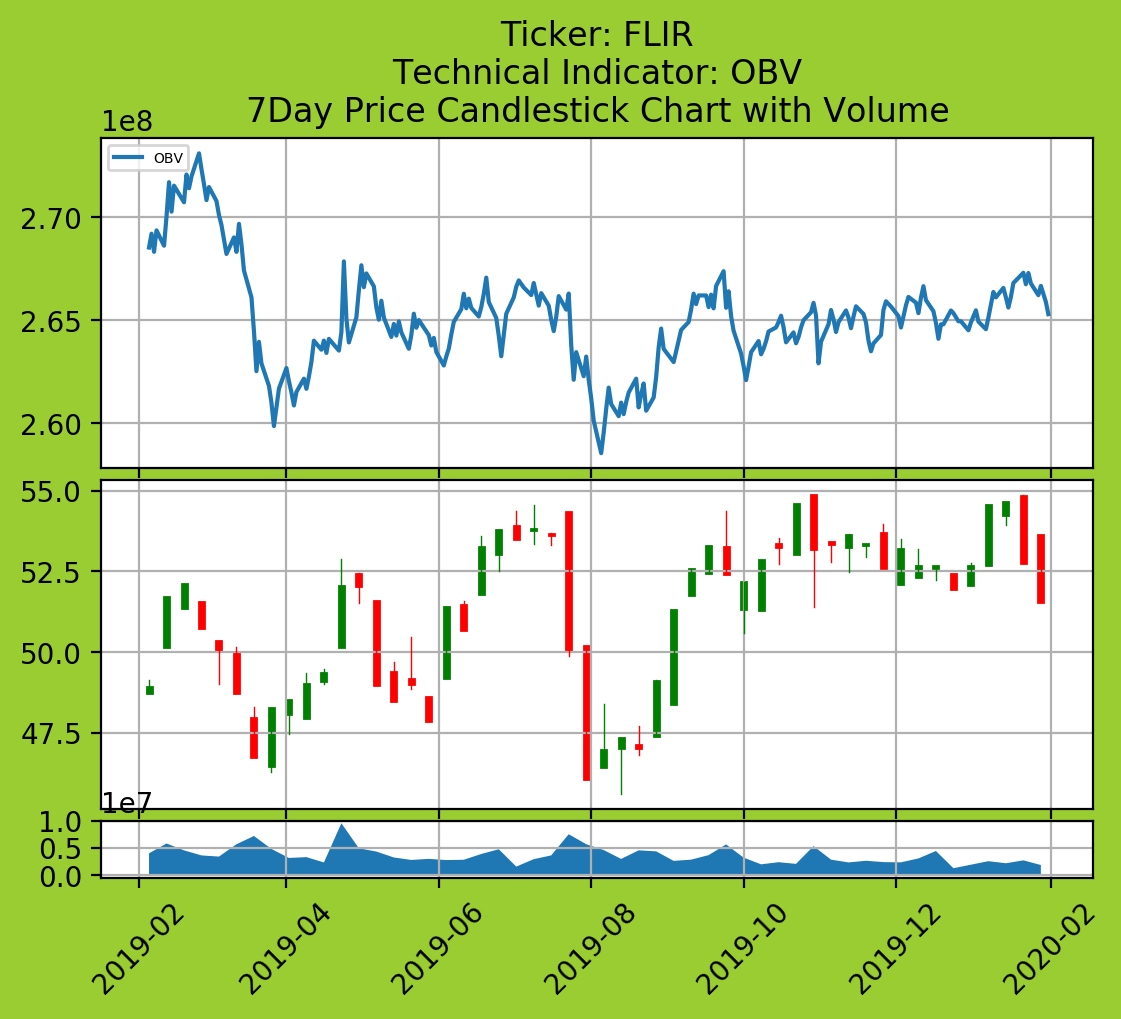 Ticker: FLIR
Technical Indicator: OBV
7Day Price Candlestick Chart with Volume
1e8
OBV
2.70
2.65
2.60
55.0
52.5
50.0
47.5
1e7
1.0
0.5
0.0
2019-02
2019-04
2019-06
2019-08
2019-10
2019-12
2020-02